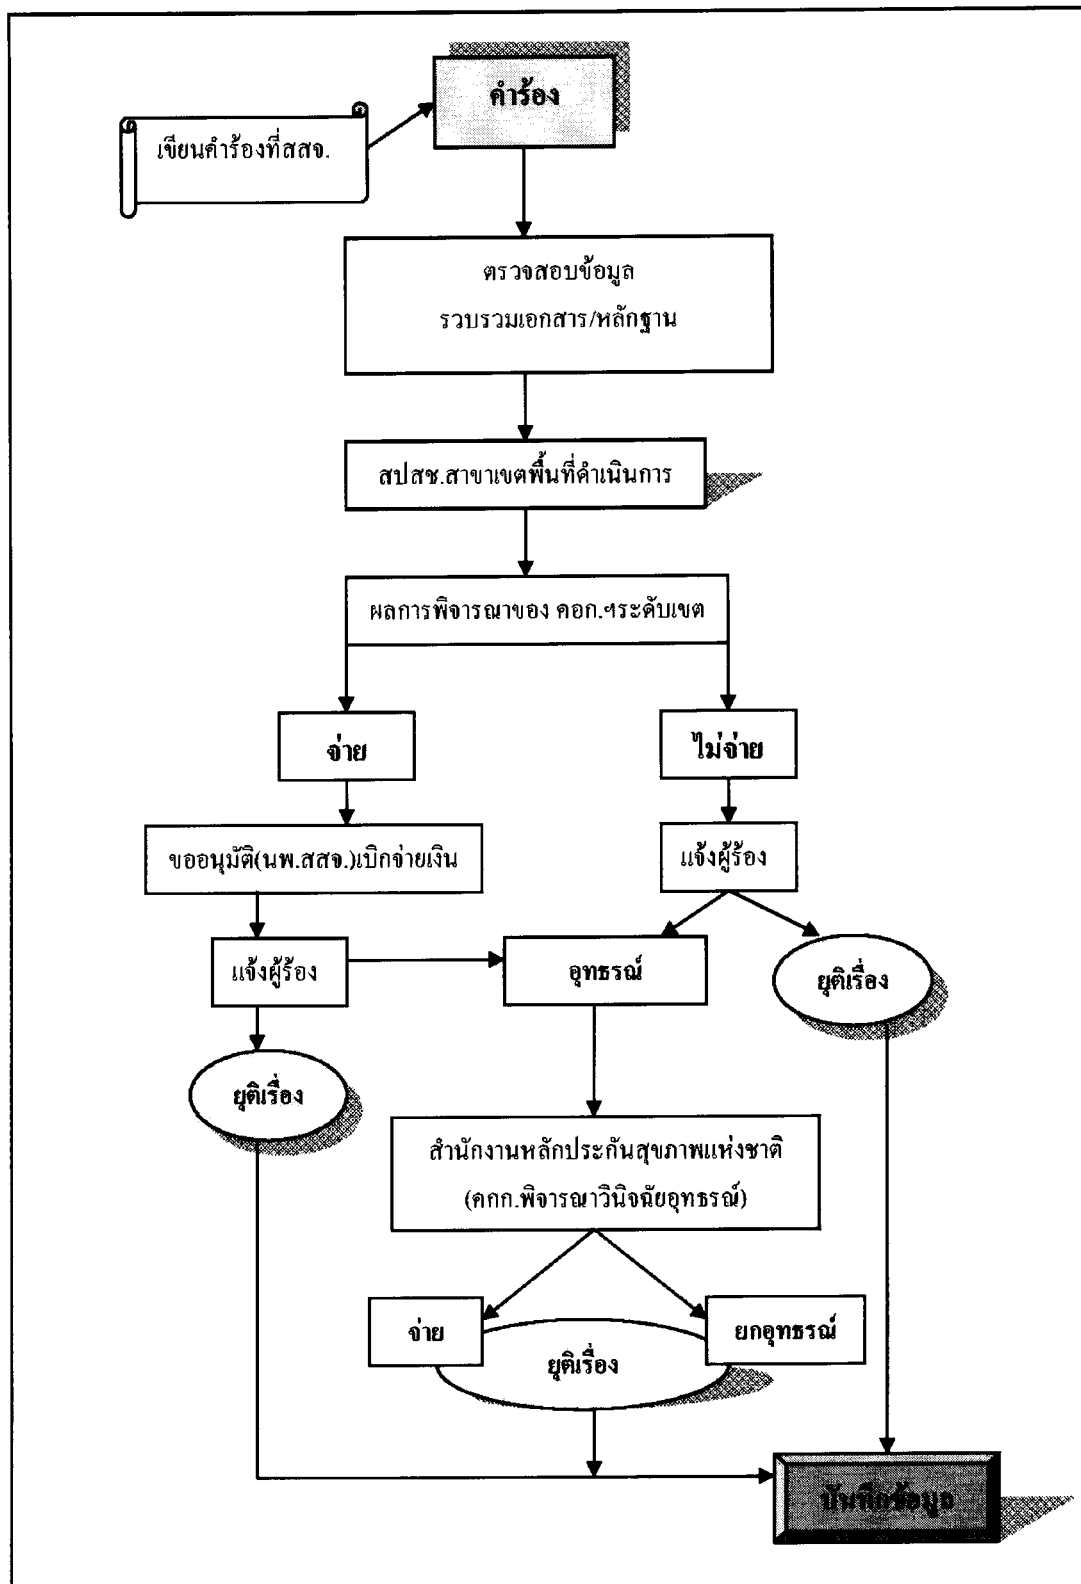 คำร้อง
เขียนคำร้องที่สสจ.
ตรวจสอบข้อมูล
รวบรวมเอกสาร/หลักฐาน
สปสช.สาขาเขตพื้นที่ดำเนินการ
ผลการพิจารณาของ คอก.ฯระดับเขต
จ่าย
ไม่จ่าย
ขออนุมัติ(นพ.สสจ.)เบิกจ่ายเงิน
แจ้งผู้ร้อง
แจ้งผู้ร้อง
อุทธรณ์
ยุติเรื่อง
ยุติเรื่อง
สำนักงานหลักประกันสุขภาพแห่งชาติ
(คกก.พิจารณาวินิจฉัยอุทธรณ์)
จ่าย
ยกอุทธรณ์
ยุติเรื่อง
บันทึกข้อมูล